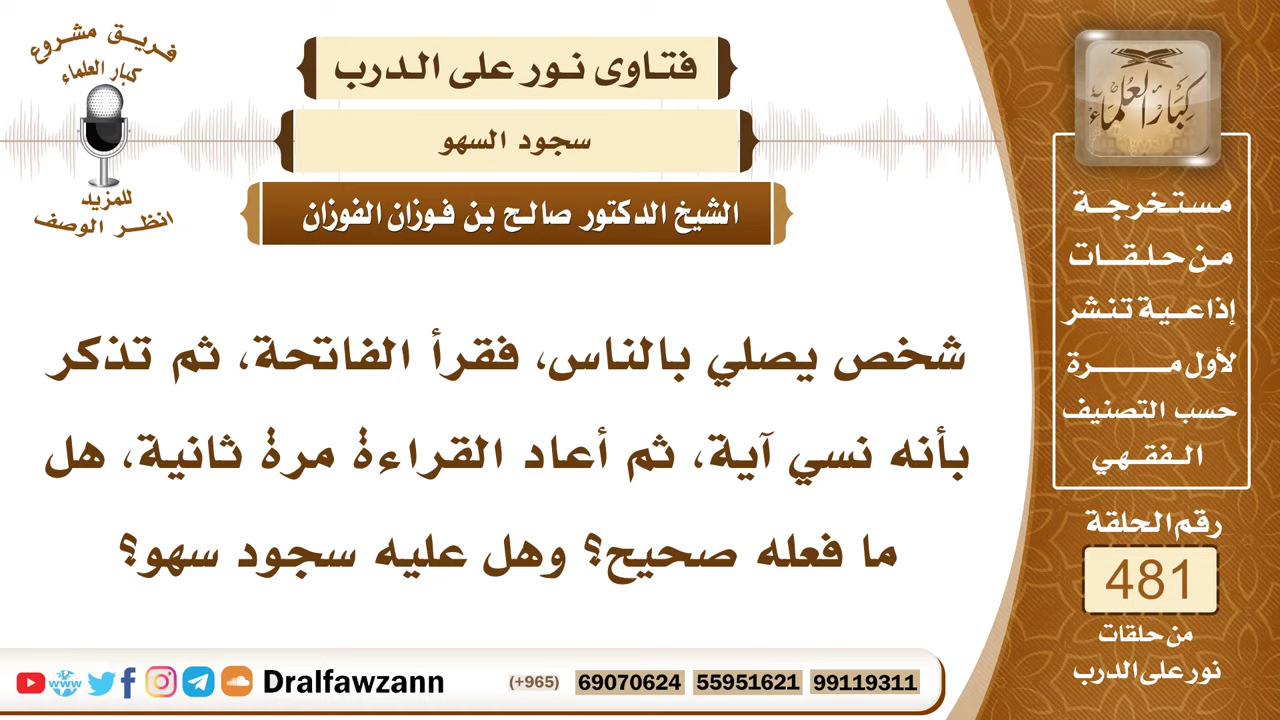 فريق مشروع
كبار العلماء
للمزيد
انظر الوصف
فتاوى نور على الدرب
سجود السهو
الشيخ الدكتور صالح بن فوزان الفوزان
شخص يصلي بالناس، فقرأ الفاتحة، ثم تذكر
بأنه نسي آية، ثم أعاد القراءة مرة ثانية، هل
ما فعله صحيح؟ وهل عليه سجود سهو؟
كبار العلماء
مستخرجة
من حلقات
إذاعية تنشر
لأول مرة
حسب التصنيف
الفقهي
رقم الحلقة
481
من حلقات
نور على الدرب
www
Dralfawzann (+965) 69070624 55951621 99119311